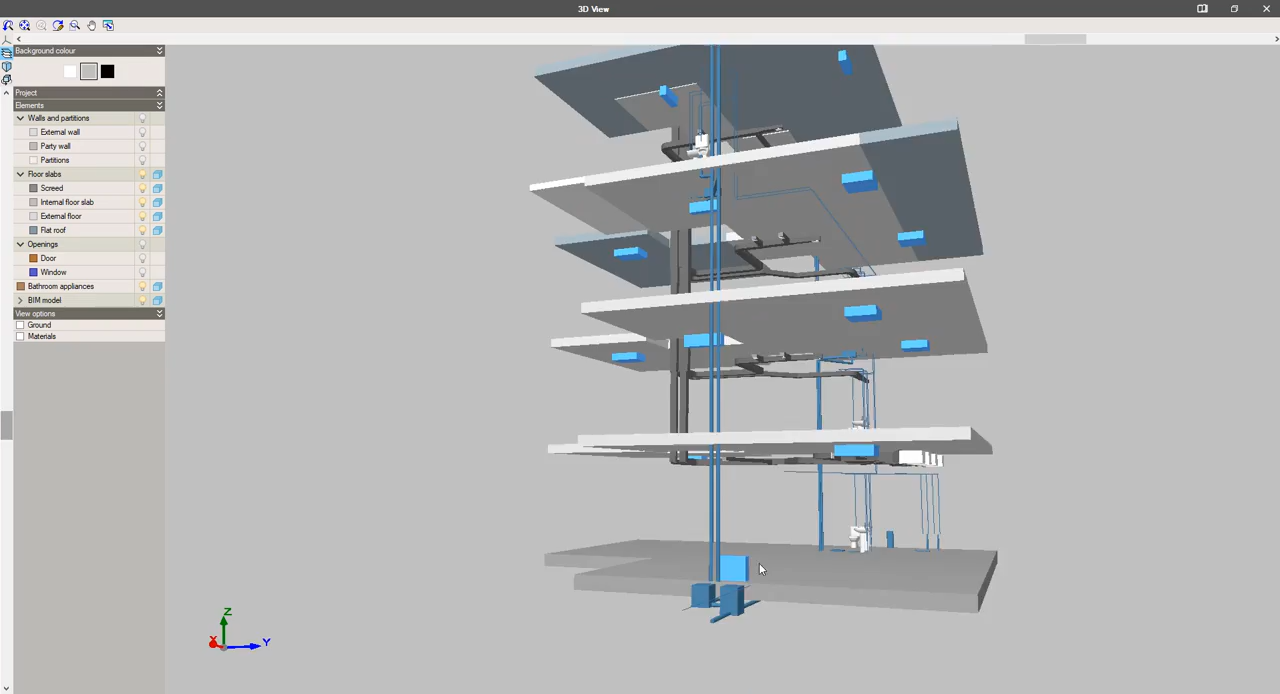 3D View
Background colour
Project
Elements
Walls and partitions
External wall
Party wall
Partitions
Floor slabs
Screed
Internal floor slab
External floor
Flat roof
Openings
Door
Window
Bathroom appliances
BIM model
View options
Ground
Materials
Z
X
Y